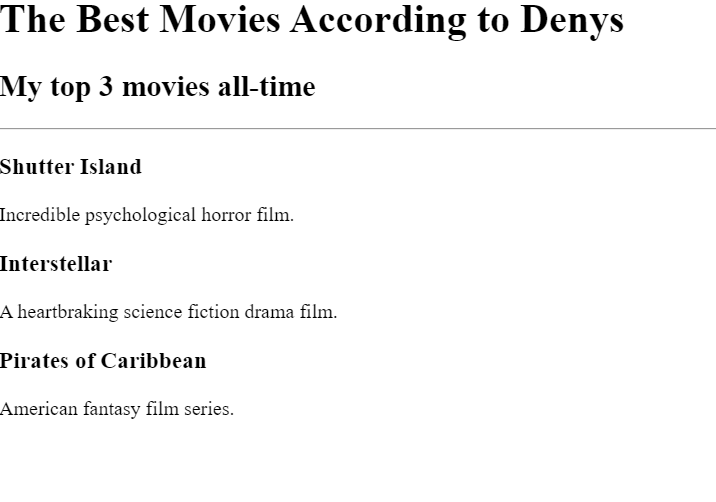 The Best Movies According to Denys
My top 3 movies all-time
Shutter Island
Incredible psychological horror film.
Interstellar
A heartbraking science fiction drama film.
Pirates of Caribbean
American fantasy film series.